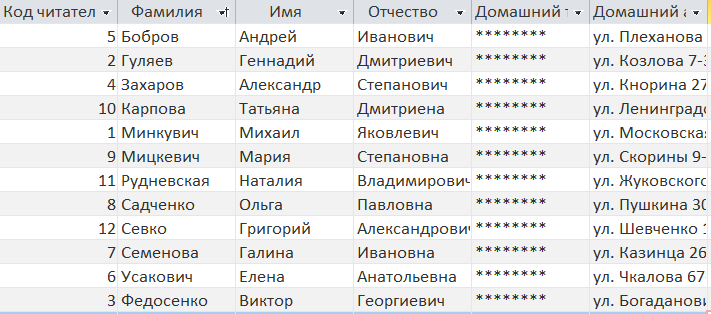 Код читател Фамилия Имя Отчество Домашний т Домашний а
5 Бобров Андрей Иванович ******** ул. Плеханова
2 Гуляев Геннадий Дмитриевич ******** ул. Козлова 7-3
4 Захаров Александр Степанович ******** ул. Кнорина 27
10 Карпова Татьяна Дмитриена ******** ул. Ленинградс
1 Минкувич Михаил Яковлевич ******** ул. Московская
9 Мицкевич Мария Степановна ******** ул. Скорины 9-
11 Рудневская Наталия Владимирович ******** ул. Жуковского
8 Садченко Ольга Павловна ******** ул. Пушкина 30
12 Севко Григорий Александрович ******** ул. Шевченко 1
7 Семенова Галина Ивановна ******** ул. Казинца 26
6 Усакович Елена Анатольевна ******** ул. Чкалова 67
3 Федосенко Виктор Георгиевич ******** ул. Богаданови